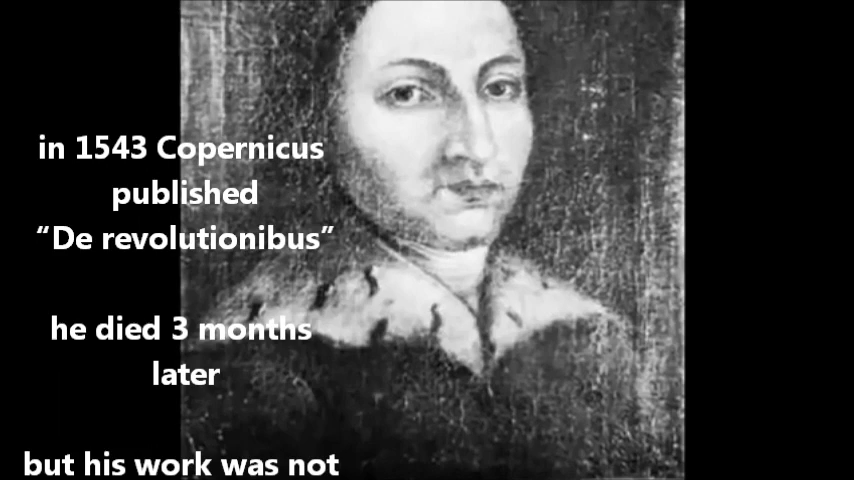 in 1543 Copernicus
published
“De revolutionibus”
he died 3 months
later
but his work was not